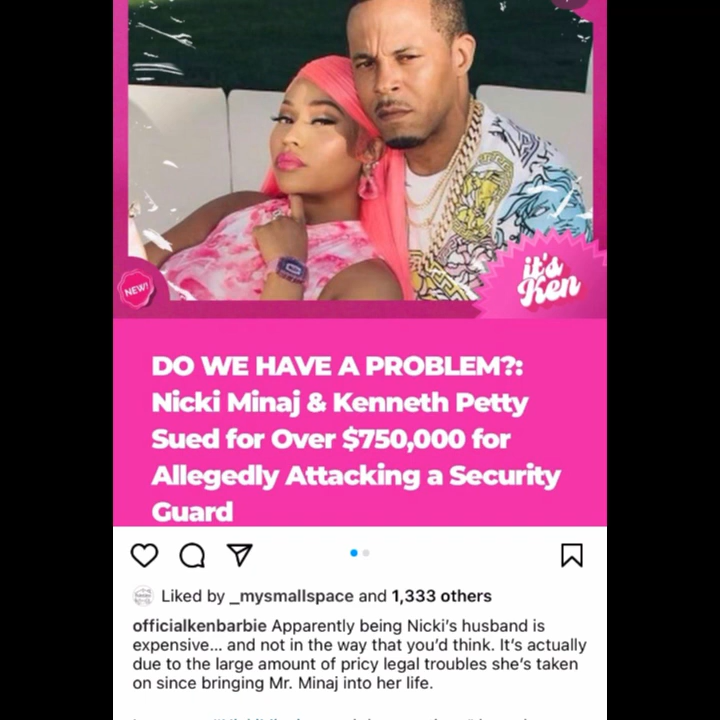 NEW!
it's
Ken
DO WE HAVE A PROBLEM?:
Nicki Minaj & Kenneth Petty
Sued for Over $750,000 for
Allegedly Attacking a Security
Guard
Liked by _mysmallspace and 1,333 others
officialkenbarbie Apparently being Nicki's husband is
expensive... and not in the way that you'd think. It's actually
due to the large amount of pricy legal troubles she's taken
on since bringing Mr. Minaj into her life.